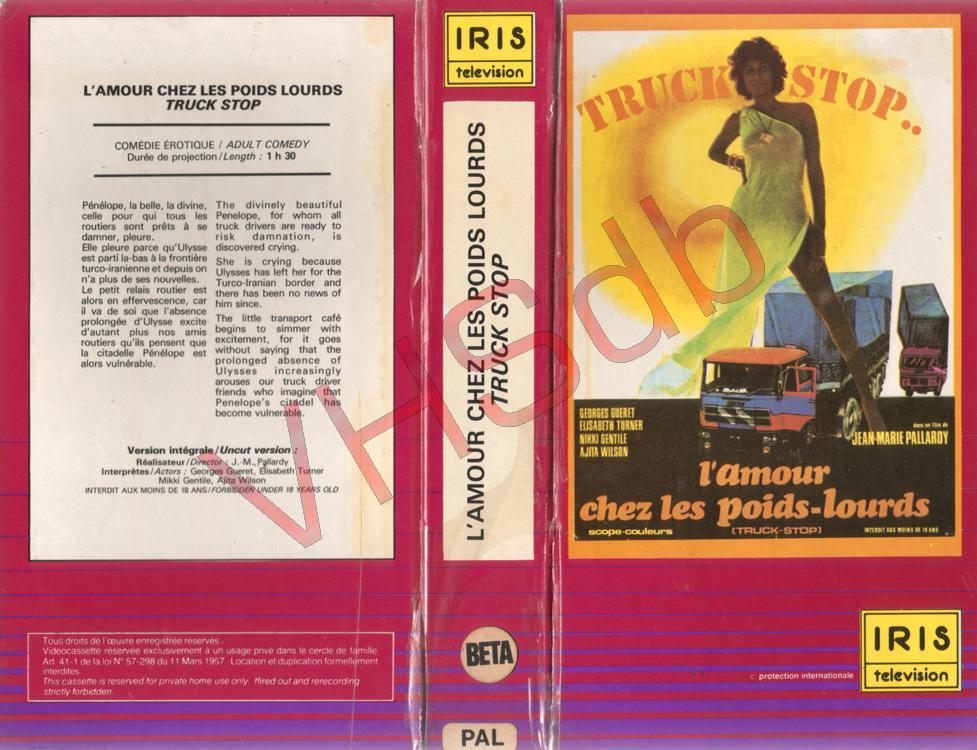 L'AMOUR CHEZ LES POIDS LOURDS
TRUCK STOP
COMÉDIE ÉROTIQUE / ADULT COMEDY
Durée de projection/Length : 1 h 30
Pénélope, la belle, la divine,
celle pour qui tous les
routiers sont prêts à se
damner, pleure.
Elle pleure parce qu'Ulysse
est parti la-bas à la frontière
turco-iranienne et depuis on
n'a plus de ses nouvelles.
Le petit relais routier est
alors en effervescence, car
il va de soi que l'absence
prolongée d'Ulysse excite
d'autant plus nos amis
routiers qu'ils pensent que
la citadelle Pénélope est
alors vulnérable.
The divinely beautiful
Penelope, for whom all
truck drivers are ready to
risk damnation, is
discovered crying.
She is crying because
Ulysses has left her for the
Turco-Iranian border and
there has been no news of
him since.
The little transport café
begins to simmer with
excitement, for it goes
without saying that the
prolonged absence of
Ulysses increasingly
arouses our truck driver
friends who imagine that
Penelope's citadel has
become vulnerable.
Version intégrale/Uncut version :
Réalisateur/Director : J.-M. Pallardy
Interprètes/Actors : Georges Gueret, Elisabeth Turner
Mikki Gentile, Ajita Wilson
INTERDIT AUX MOINS DE 18 ANS/FORBIDDEN UNDER 18 YEARS OLD
Tous droits de l'œuvre enregistrée réservés.
Vidéocassette réservée exclusivement à un usage privé dans le cercle de famille.
Art. 41-1 de la loi N° 57-298 du 11 Mars 1957. Location et duplication formellement
interdites.
This cassette is reserved for private home use only. Hired out and rerecording
strictly forbidden.
IRIS
television
L'AMOUR CHEZ LES POIDS LOURDS
TRUCK STOP
BETA
PAL
TRUCK STOP..
GEORGES GUERET
ELISABETH TURNER
NIKKI GENTILE
AJITA WILSON
dans un film de
JEAN-MARIE PALLARDY
l'amour
chez les poids-lourds
scope-couleurs
(TRUCK-STOP)
INTERDIT AUX MOINS DE 18 ANS
IRIS
television
c protection internationale
VHSdb